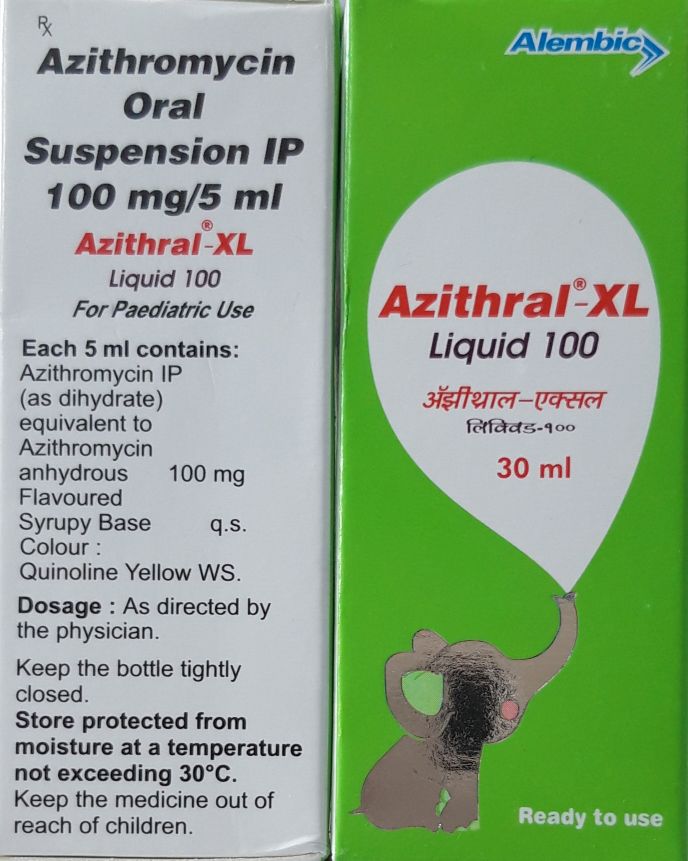 Rx
Azithromycin
Oral
Suspension IP
100 mg/5 ml
Azithral®-XL
Liquid 100
For Paediatric Use
Each 5 ml contains:
Azithromycin IP
(as dihydrate)
equivalent to
Azithromycin
anhydrous 100 mg
Flavoured
Syrupy Base q.s.
Colour :
Quinoline Yellow WS.
Dosage : As directed by
the physician.
Keep the bottle tightly
closed.
Store protected from
moisture at a temperature
not exceeding 30°C.
Keep the medicine out of
reach of children.
Alembic
Azithral®-XL
Liquid 100
ॲझीथ्राल-एक्सल
लिक्विड-१००
30 ml
Ready to use